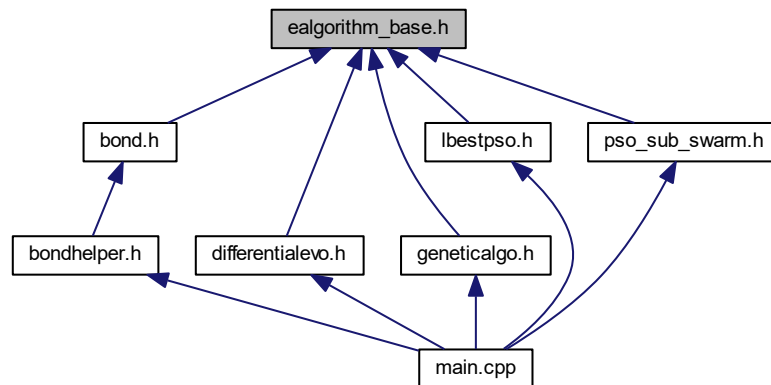 ealgorithm_base.h
bond.h
lbestpso.h
pso_sub_swarm.h
bondhelper.h
differentialevo.h
geneticalgo.h
main.cpp